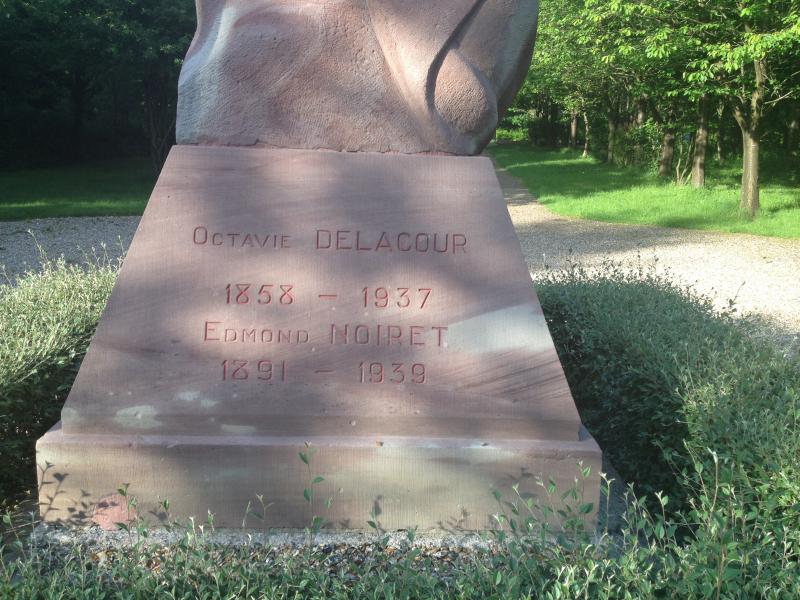 Octavie DELACOUR
1858 - 1937
Edmond NOIRET
1891 - 1939